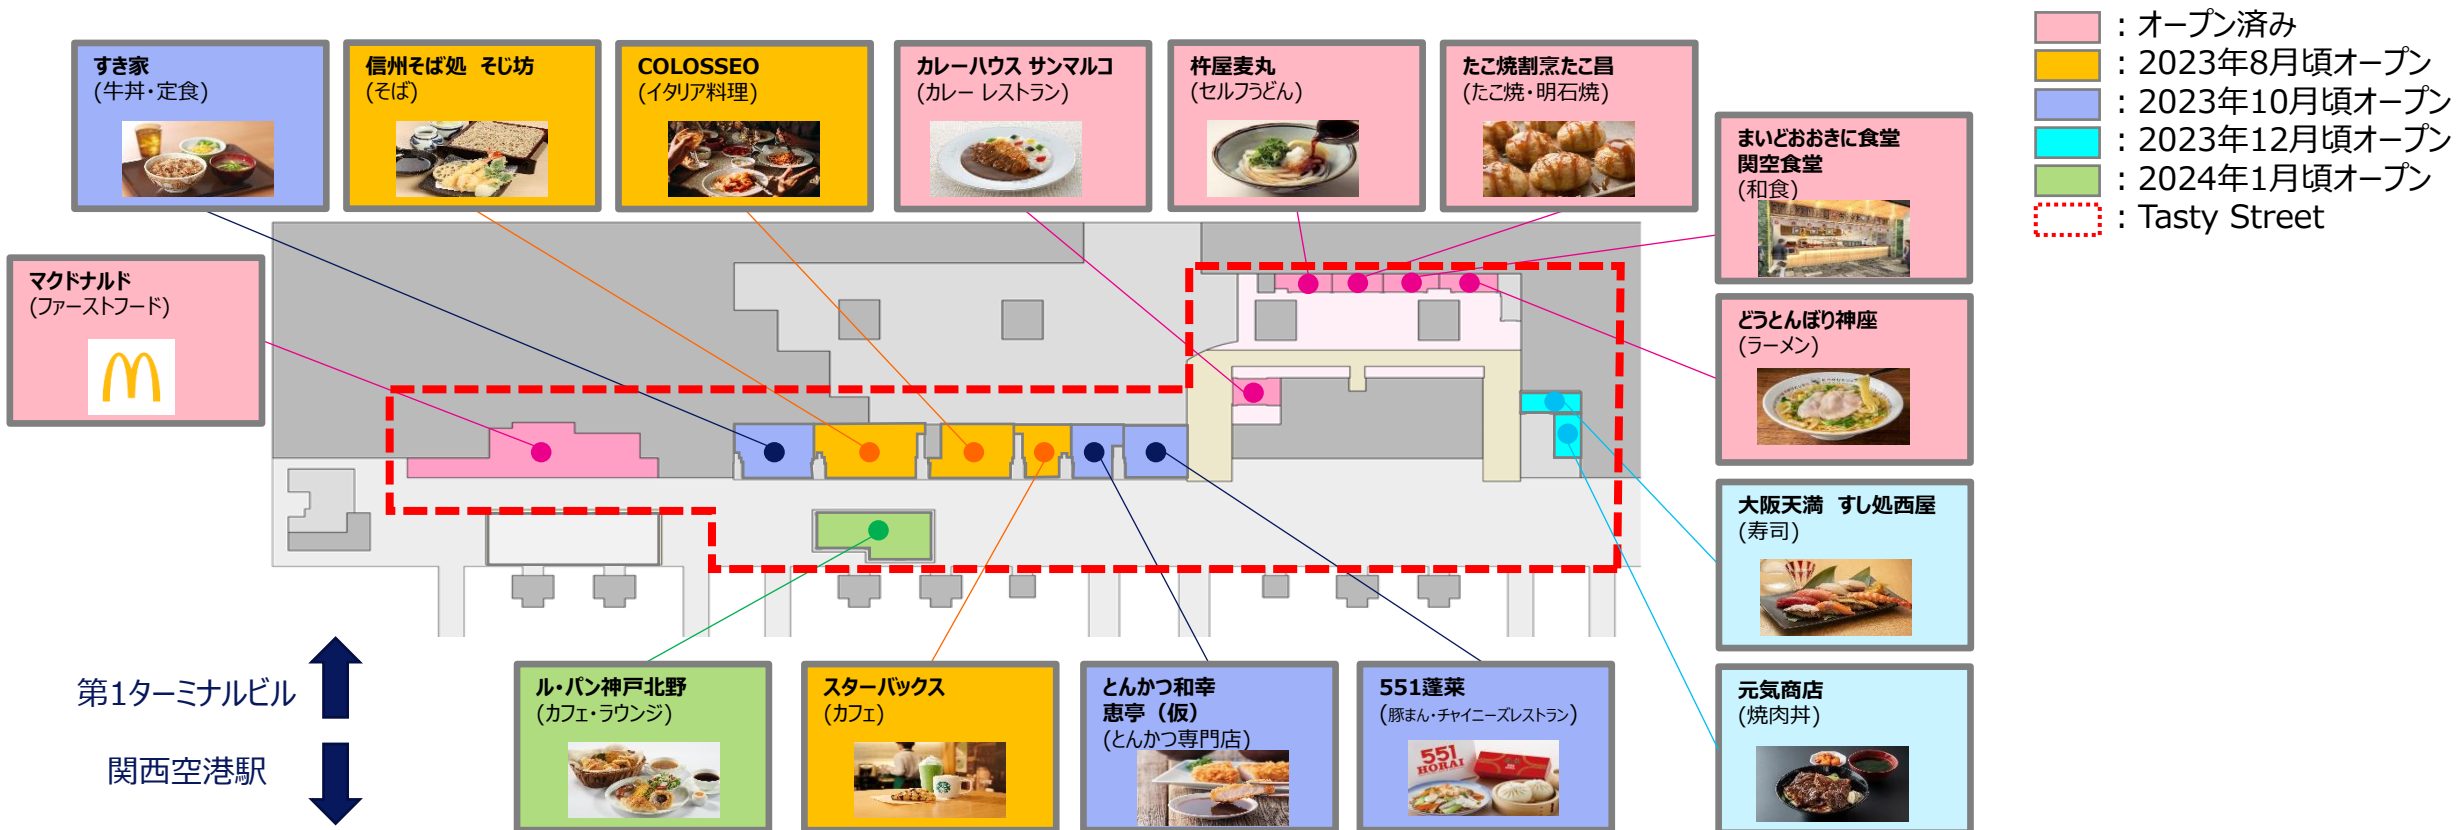 ：オープン済み
：2023年8月頃オープン
：2023年10月頃オープン
：2023年12月頃オープン
：2024年1月頃オープン
：Tasty Street
すき家
(牛丼・定食)
信州そば処 そじ坊
(そば)
COLOSSEO
(イタリア料理)
カレーハウス サンマルコ
(カレー レストラン)
杵屋麦丸
(セルフうどん)
たこ焼割烹たこ昌
(たこ焼・明石焼)
まいどおおきに食堂
関空食堂
(和食)
マクドナルド
(ファーストフード)
どうとんぼり神座
(ラーメン)
大阪天満 すし処西屋
(寿司)
元気商店
(焼肉丼)
第1ターミナルビル
関西空港駅
ル・パン神戸北野
(カフェ・ラウンジ)
スターバックス
(カフェ)
とんかつ和幸
恵亭（仮）
(とんかつ専門店)
551蓬莱
(豚まん・チャイニーズレストラン)
551
HORAI